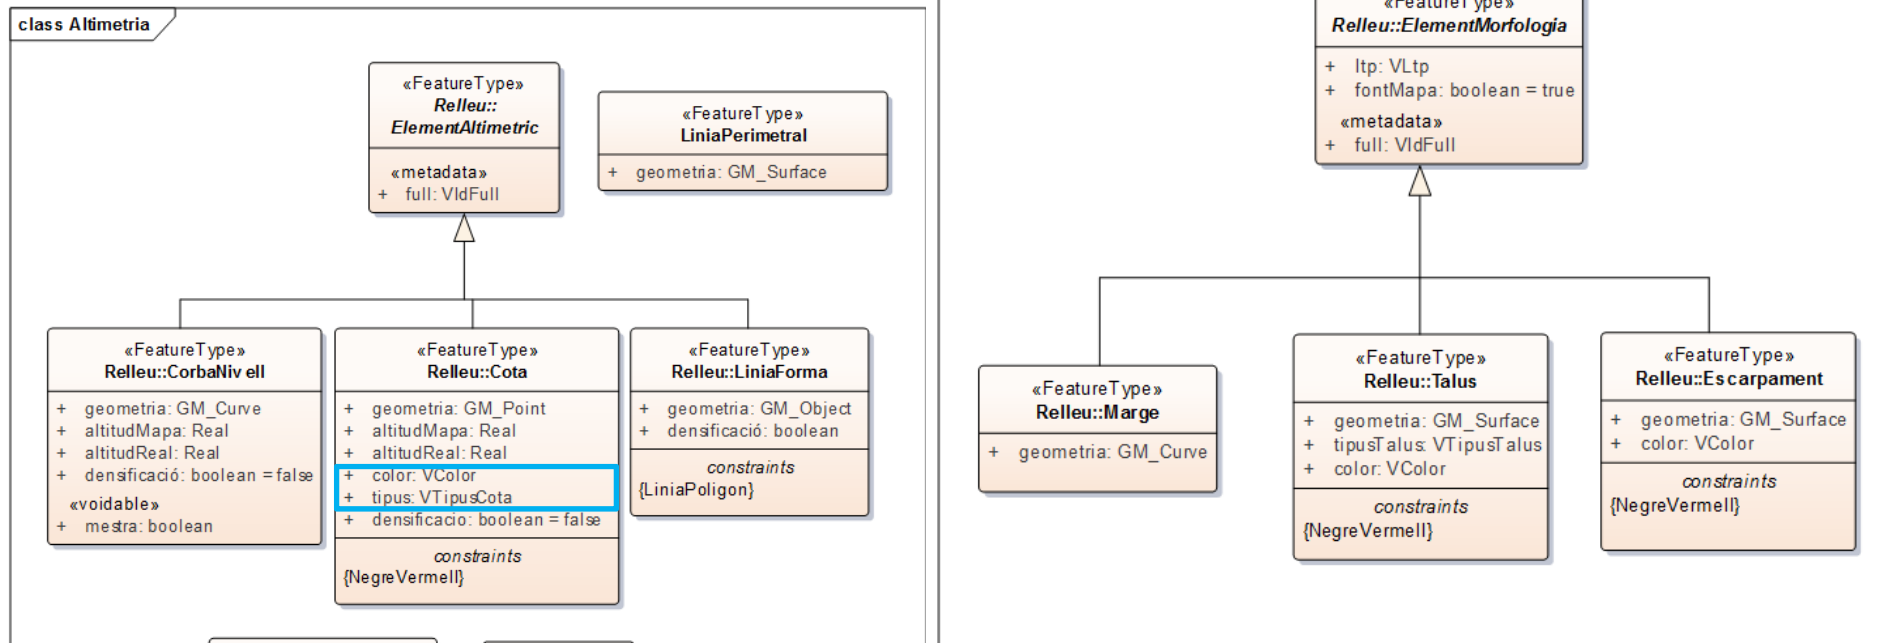 class Altimetria
«FeatureType»
Relleu::
ElementAltimetric
«metadata»
+ full: VIdFull
«FeatureType»
LiniaPerimetral
+ geometria: GM_Surface
«FeatureType»
Relleu::CorbaNivell
+ geometria: GM_Curve
+ altitudMapa: Real
+ altitudReal: Real
+ densificació: boolean = false
«voidable»
+ mestra: boolean
«FeatureType»
Relleu::Cota
+ geometria: GM_Point
+ altitudMapa: Real
+ altitudReal: Real
+ color: VColor
+ tipus: VTipusCota
+ densificacio: boolean = false
constraints
{NegreVermell}
«FeatureType»
Relleu::LiniaForma
+ geometria: GM_Object
+ densificació: boolean
constraints
{LiniaPoligon}
«FeatureType»
Relleu::ElementMorfologia
+ ltp: VLtp
+ fontMapa: boolean = true
«metadata»
+ full: VIdFull
«FeatureType»
Relleu::Marge
+ geometria: GM_Curve
«FeatureType»
Relleu::Talus
+ geometria: GM_Surface
+ tipusTalus: VTipusTalus
+ color: VColor
constraints
{NegreVermell}
«FeatureType»
Relleu::Escarpament
+ geometria: GM_Surface
+ color: VColor
constraints
{NegreVermell}